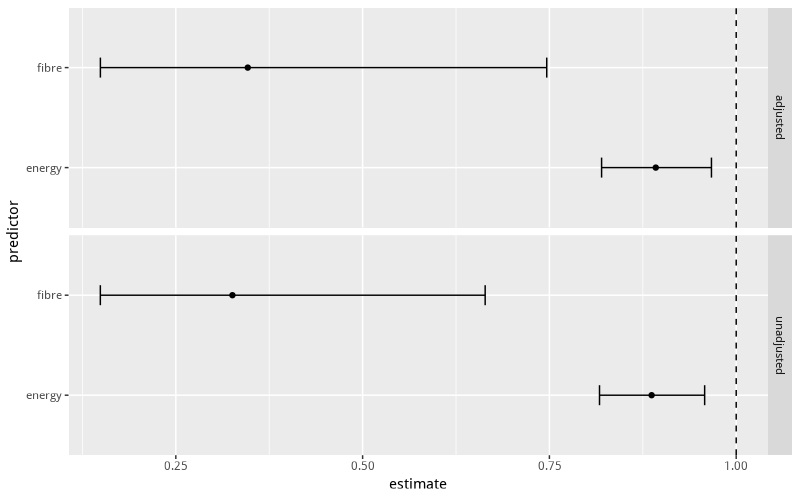 predictor
fibre
energy
adjusted
fibre
energy
unadjusted
0.25 0.50 0.75 1.00
estimate